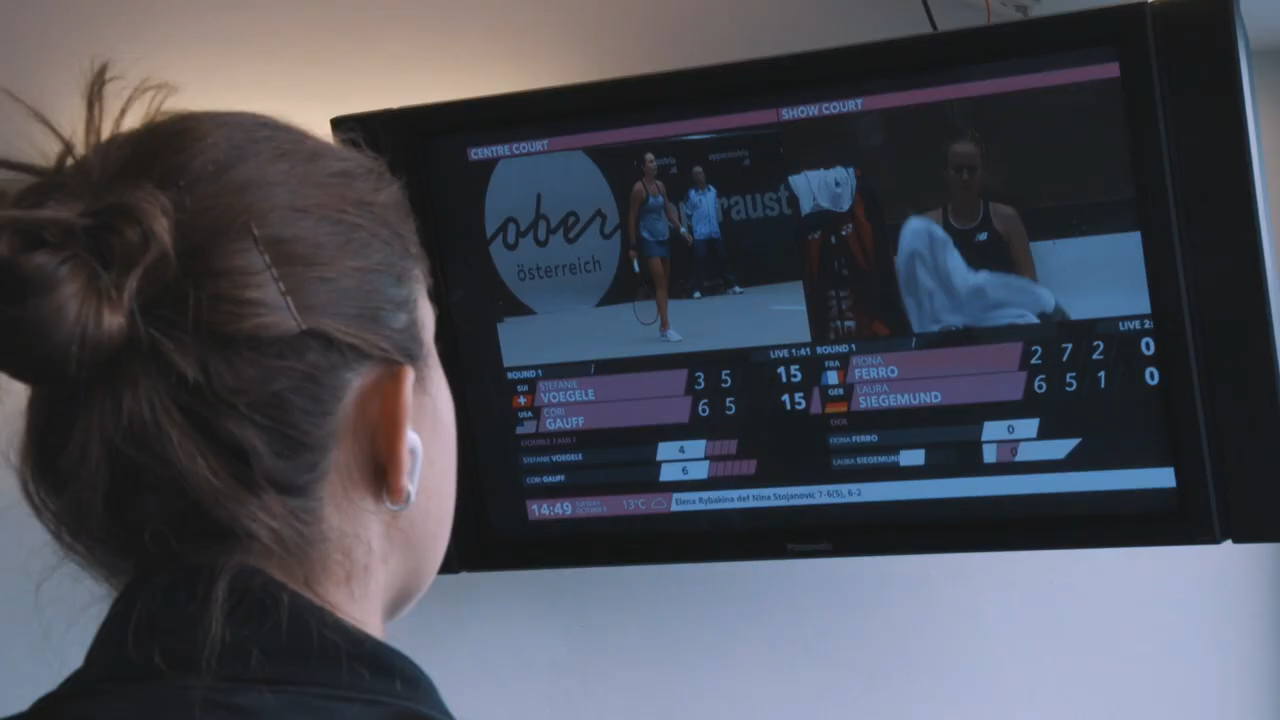 CENTRE COURT
SHOW COURT
ober
österreich
raust
NB
ROUND 1
LIVE 1:41
SUI STEFANIE VOEGELE 3 5 15
USA CORI GAUFF 6 5 15
ROUND 1
LIVE 2:
FRA FIONA FERRO 2 7 2 0
GER LAURA SIEGEMUND 6 5 1 0
STEFANIE VOEGELE 4
CORI GAUFF 6
FIONA FERRO 0
LAURA SIEGEMUN 0
14:49 13°C Elena Rybakina def Nina Stojanovic 7-6(5), 6-2